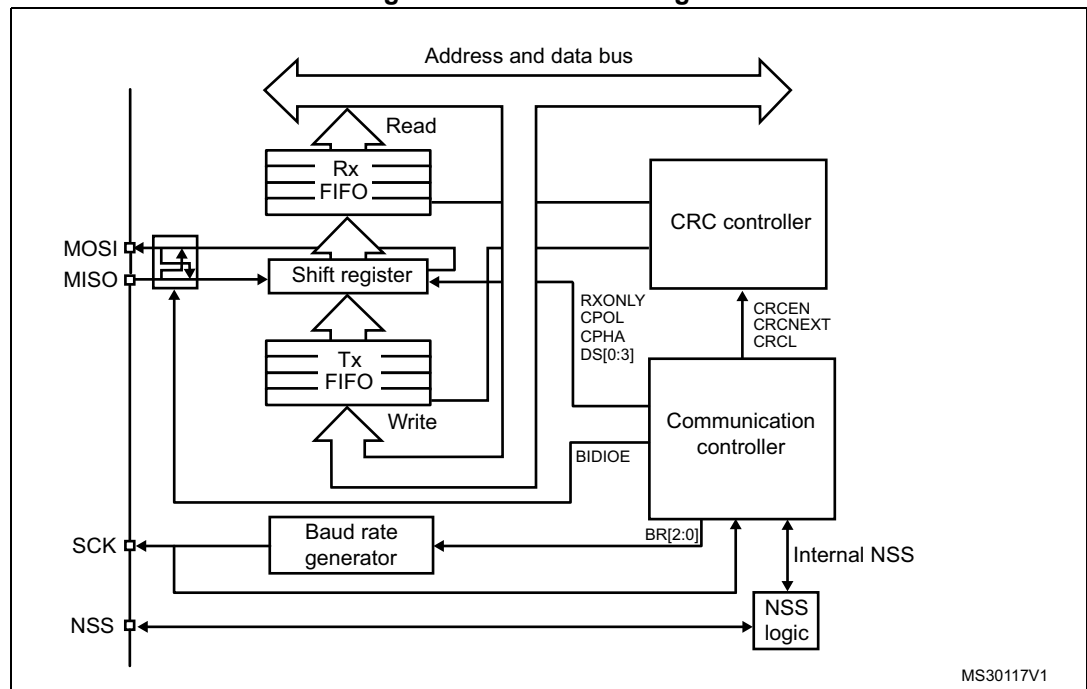 Address and data bus
Read
Rx
FIFO
CRC controller
MOSI
MISO
Shift register
RXONLY
CPOL
CPHA
DS[0:3]
CRCEN
CRCNEXT
CRCL
Tx
FIFO
Write
Communication
controller
BIDIOE
SCK
Baud rate
generator
BR[2:0]
Internal NSS
NSS
NSS
logic
MS30117V1